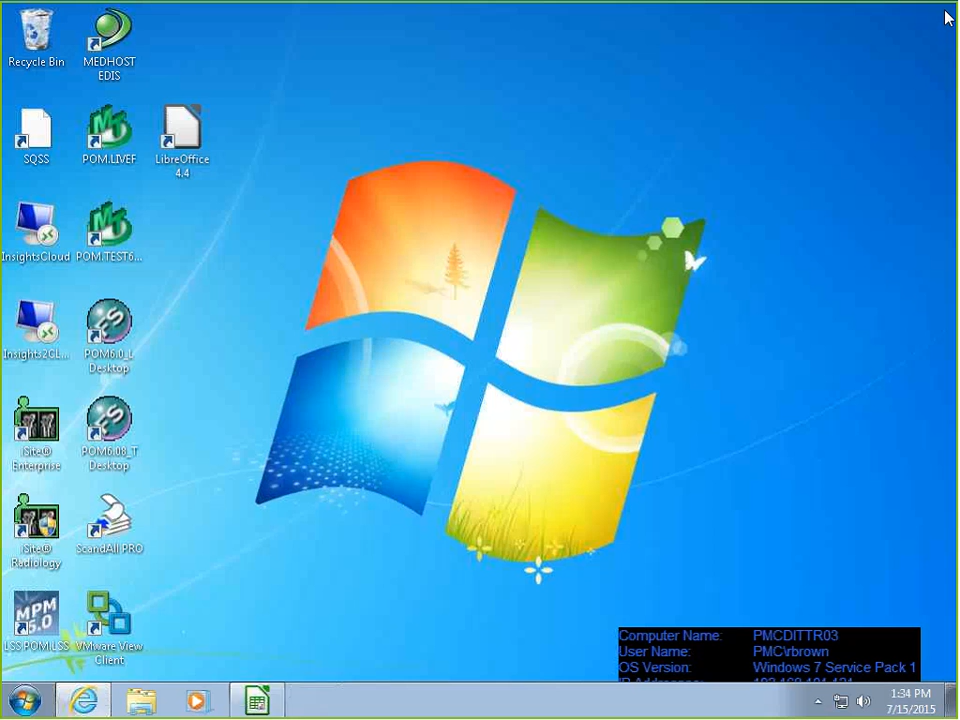 Recycle Bin
MEDHOST
EDIS
SQSS
POM.LIVEF
LibreOffice
4.4
InsightsCloud
POM.TEST6...
Insights2CL...
POM6.0_L
Desktop
iSite®
Enterprise
POM6.08_T
Desktop
iSite®
Radiology
ScandAll PRO
MPM
5.0
LSS.POM.LSS
VMware View
Client
Computer Name: PMCDITTR03
User Name: PMC\rbrown
OS Version: Windows 7 Service Pack 1
1:34 PM
7/15/2015